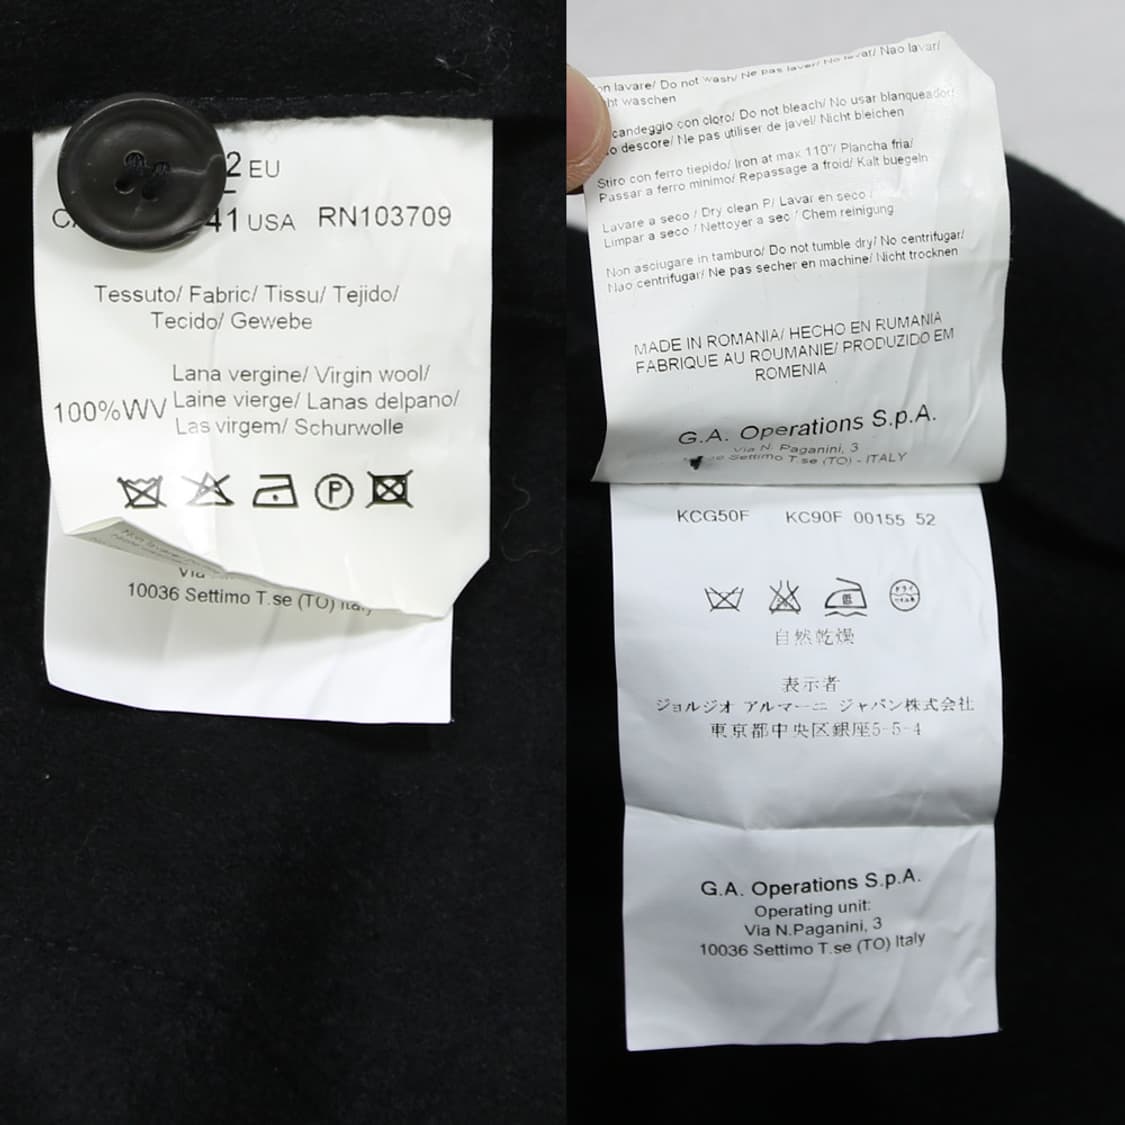 2 EU
41 USA RN103709
Tessuto/ Fabric/ Tissu/ Tejido/
Tecido/ Gewebe
Lana vergine/ Virgin wool/
100%WV Laine vierge/ Lanas delpano/
Las virgem/ Schurwolle
P
10036 Settimo T.se (TO) Italy
lavare/ Do not wash/ Ne pas laver/ No lavar/ Nao lavar/
waschen
candeggio con cloro/ Do not bleach/ No usar blanqueador/
descore/ Ne pas utiliser de javel/ Nicht bleichen
Stiro con ferro tiepido/ Iron at max 110°/ Plancha fria/
Passar a ferro minimo/ Repassage a froid/ Kalt buegeln
Lavare a seco / Dry clean P/ Lavar en seco /
Limpar a seco / Nettoyer a sec / Chem reinigung
Non asciugare in tamburo/ Do not tumble dry/ No centrifugar/
Nao centrifugar/ Ne pas secher en machine/ Nicht trocknen
MADE IN ROMANIA/ HECHO EN RUMANIA
FABRIQUE AU ROUMANIE/ PRODUZIDO EM
ROMENIA
G.A. Operations S.p.A.
Via N. Paganini, 3
Settimo T.se (TO) - ITALY
KCG50F KC90F 00155 52
低 ドライ
自然乾燥
表示者
ジョルジオ アルマーニ ジャパン株式会社
東京都中央区銀座5-5-4
G.A. Operations S.p.A.
Operating unit:
Via N.Paganini, 3
10036 Settimo T.se (TO) Italy